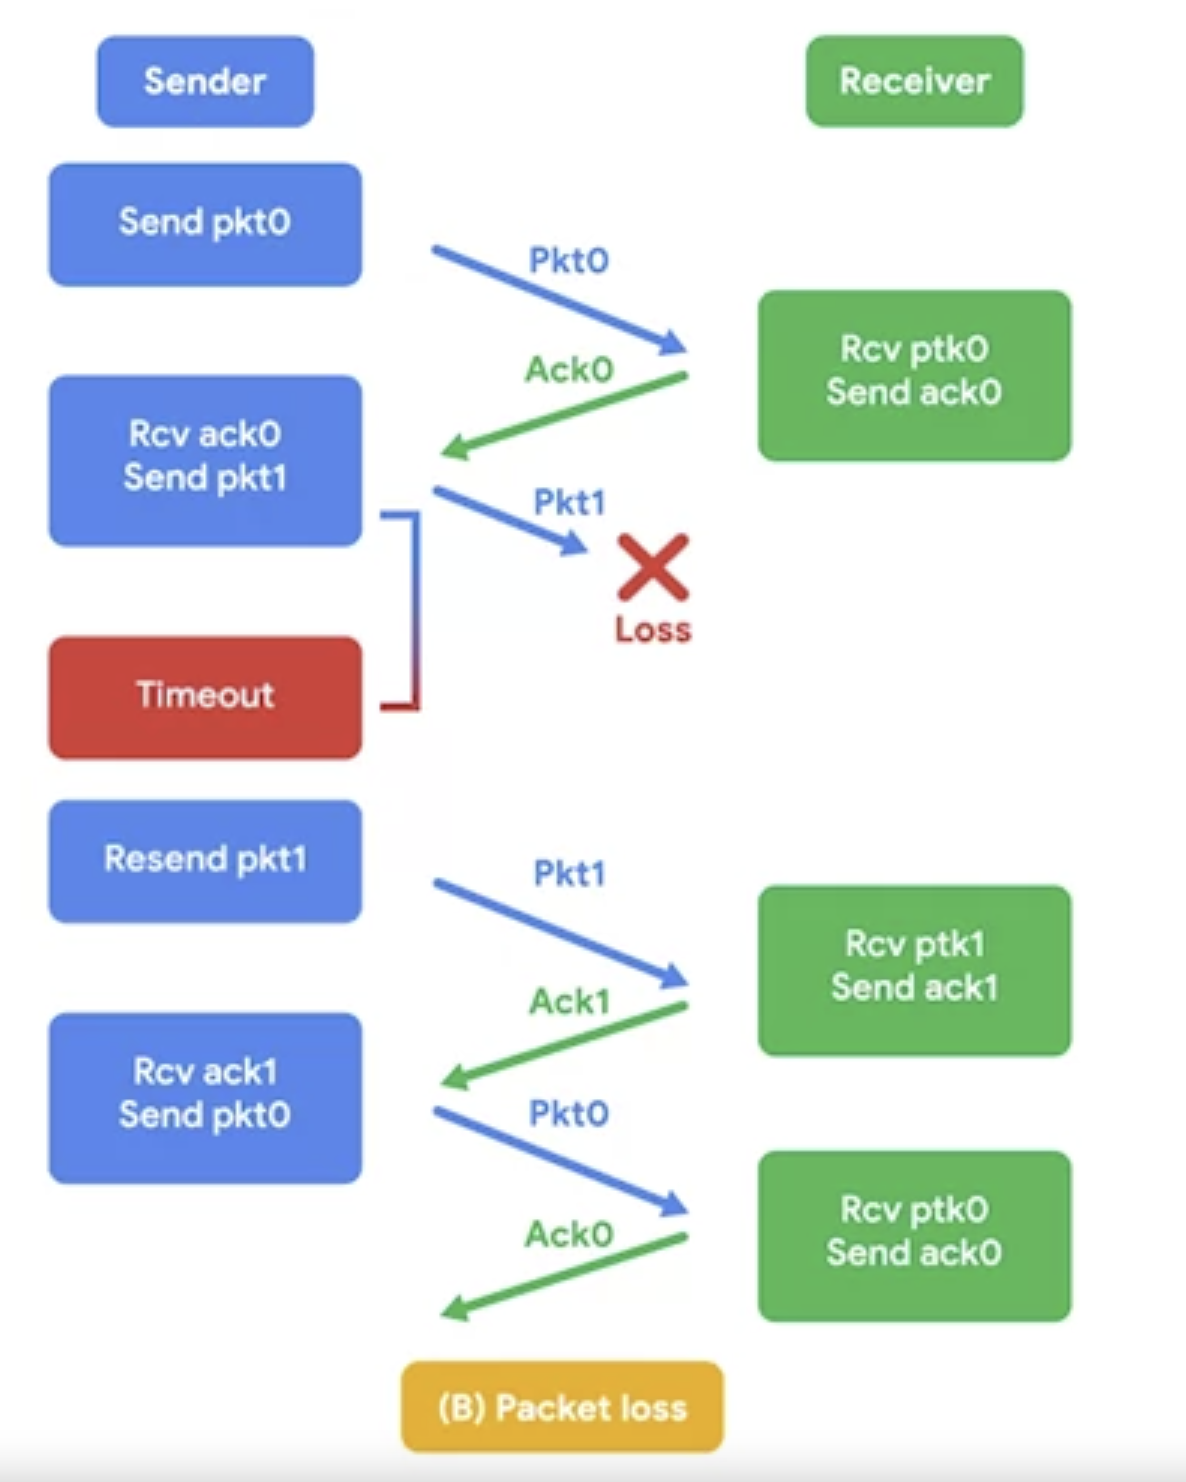 Sender
Receiver
Send pkt0
Pkt0
Rcv ptk0
Send ack0
Ack0
Rcv ack0
Send pkt1
Pkt1
Loss
Timeout
Resend pkt1
Pkt1
Rcv ptk1
Send ack1
Ack1
Rcv ack1
Send pkt0
Pkt0
Rcv ptk0
Send ack0
Ack0
(B) Packet loss